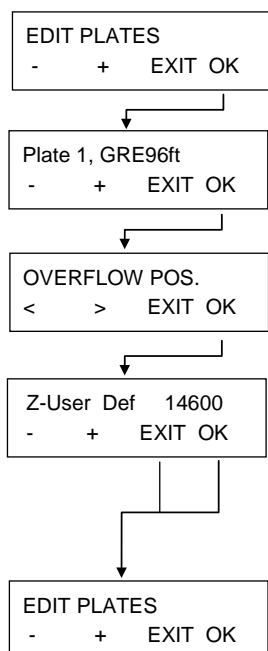 EDIT PLATES
- + EXIT OK
Plate 1, GRE96ft
- + EXIT OK
OVERFLOW POS.
< > EXIT OK
Z-User Def 14600
- + EXIT OK
EDIT PLATES
- + EXIT OK